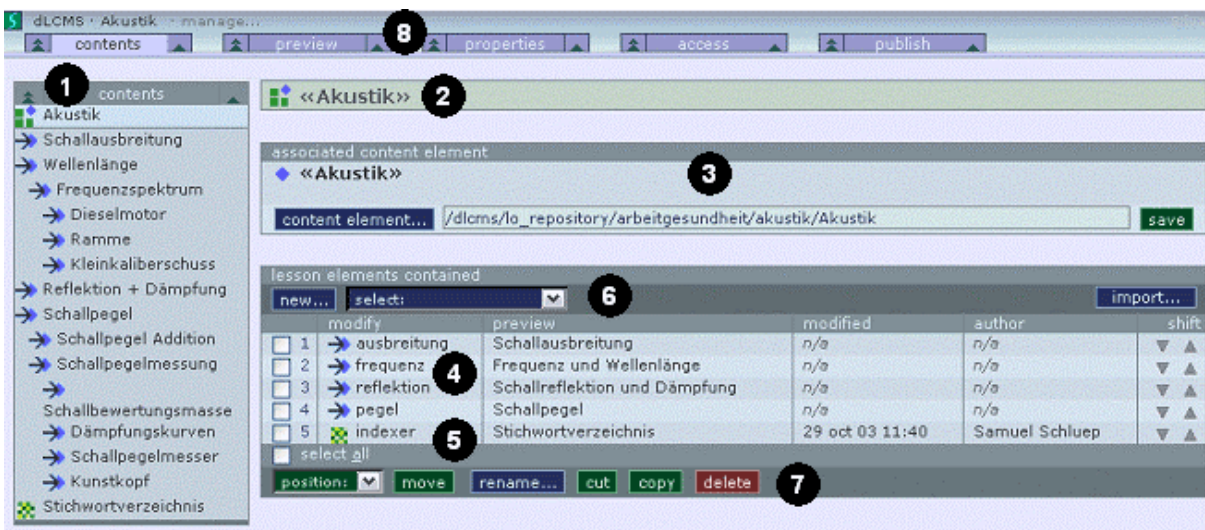 dLCMS · Akustik · manage...
contents preview 8 properties access publish
1 contents
Akustik
Schallausbreitung
Wellenlänge
Frequenzspektrum
Dieselmotor
Ramme
Kleinkaliberschuss
Reflektion + Dämpfung
Schallpegel
Schallpegel Addition
Schallpegelmessung
Schallbewertungsmasse
Dämpfungskurven
Schallpegelmesser
Kunstkopf
Stichwortverzeichnis
«Akustik» 2
associated content element
«Akustik» 3
content element... /dlcms/lo_repository/arbeitgesundheit/akustik/Akustik save
lesson elements contained
new... select: 6 import...
modify preview modified author shift
1 ausbreitung Schallausbreitung n/a n/a
2 frequenz Frequenz und Wellenlänge n/a n/a
4
3 reflektion Schallreflektion und Dämpfung n/a n/a
4 pegel Schallpegel n/a n/a
5 indexer 5 Stichwortverzeichnis 29 oct 03 11:40 Samuel Schluep
select all
position: move rename... cut copy delete 7